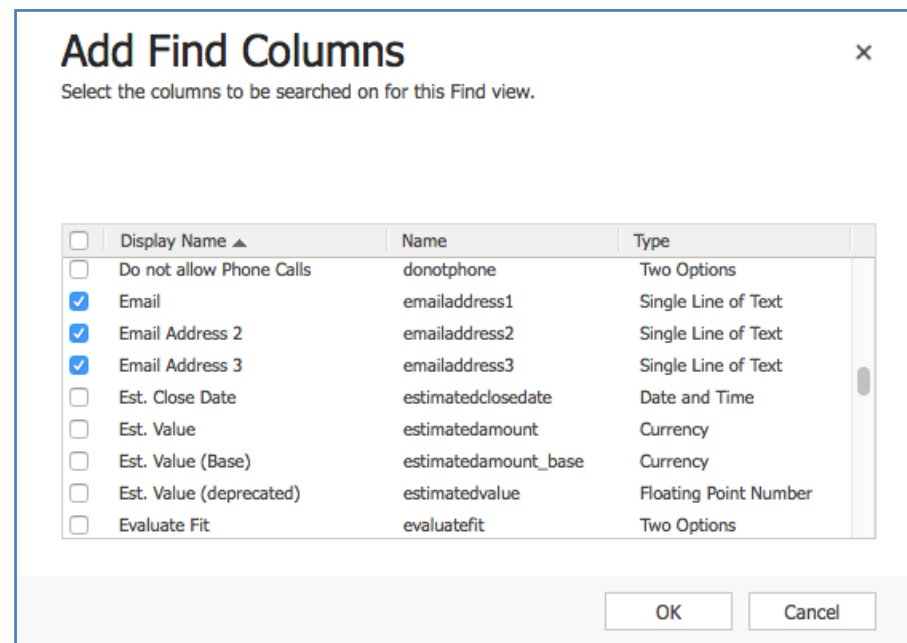 Add Find Columns
Select the columns to be searched on for this Find view.
Display Name Name Type
Do not allow Phone Calls donotphone Two Options
Email emailaddress1 Single Line of Text
Email Address 2 emailaddress2 Single Line of Text
Email Address 3 emailaddress3 Single Line of Text
Est. Close Date estimatedclosedate Date and Time
Est. Value estimatedamount Currency
Est. Value (Base) estimatedamount_base Currency
Est. Value (deprecated) estimatedvalue Floating Point Number
Evaluate Fit evaluatefit Two Options
OK Cancel